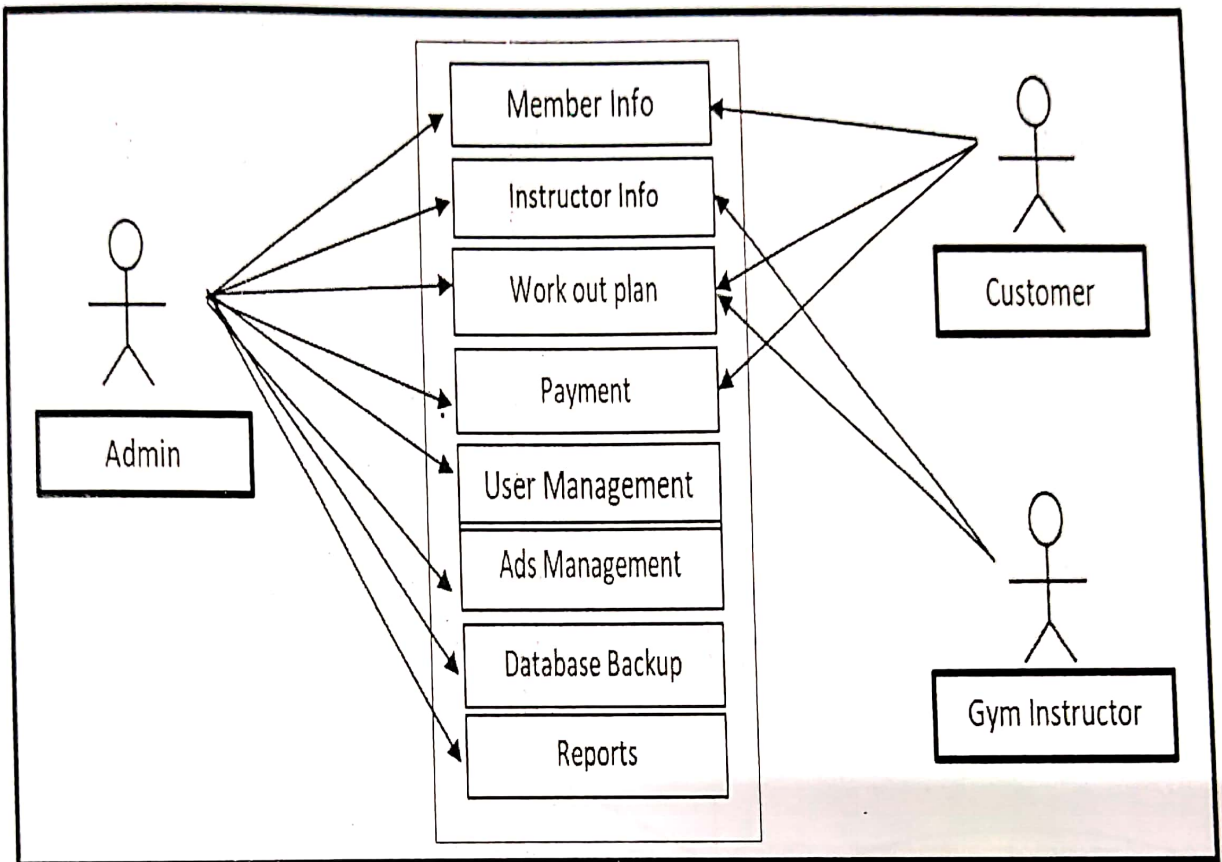 Member Info
Instructor Info
Work out plan
Payment
User Management
Ads Management
Database Backup
Reports
Admin
Customer
Gym Instructor